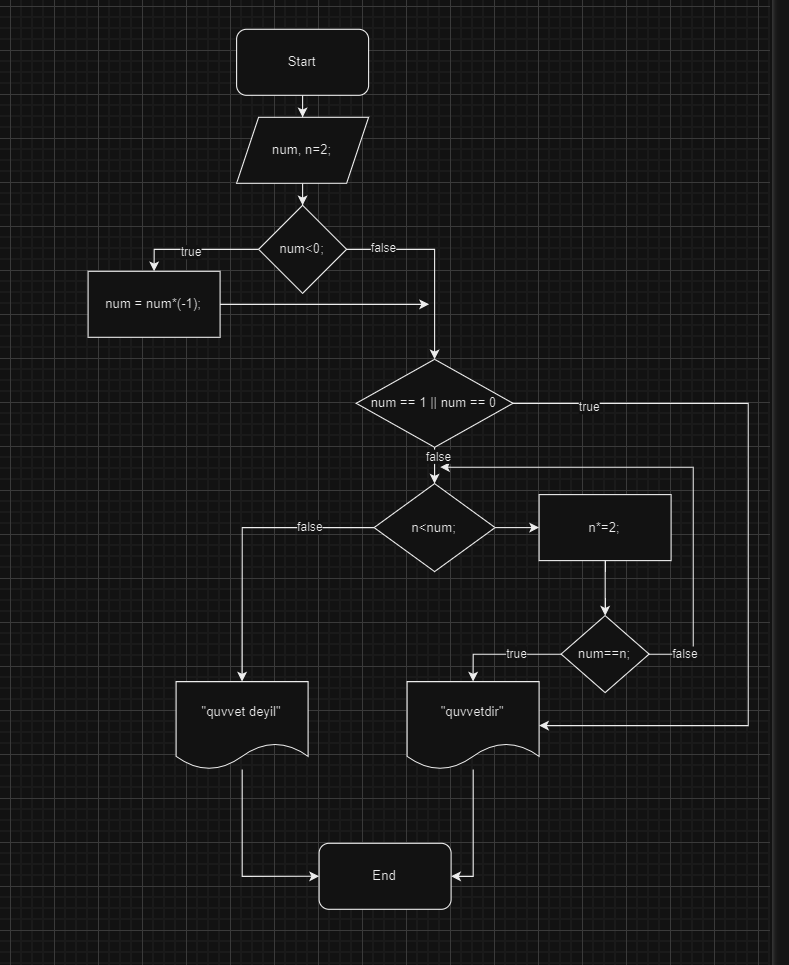 Start
num, n=2;
num<0;
true
false
num = num*(-1);
num == 1 || num == 0
true
false
n<num;
false
n*=2;
num==n;
true
false
"quvvet deyil"
"quvvetdir"
End